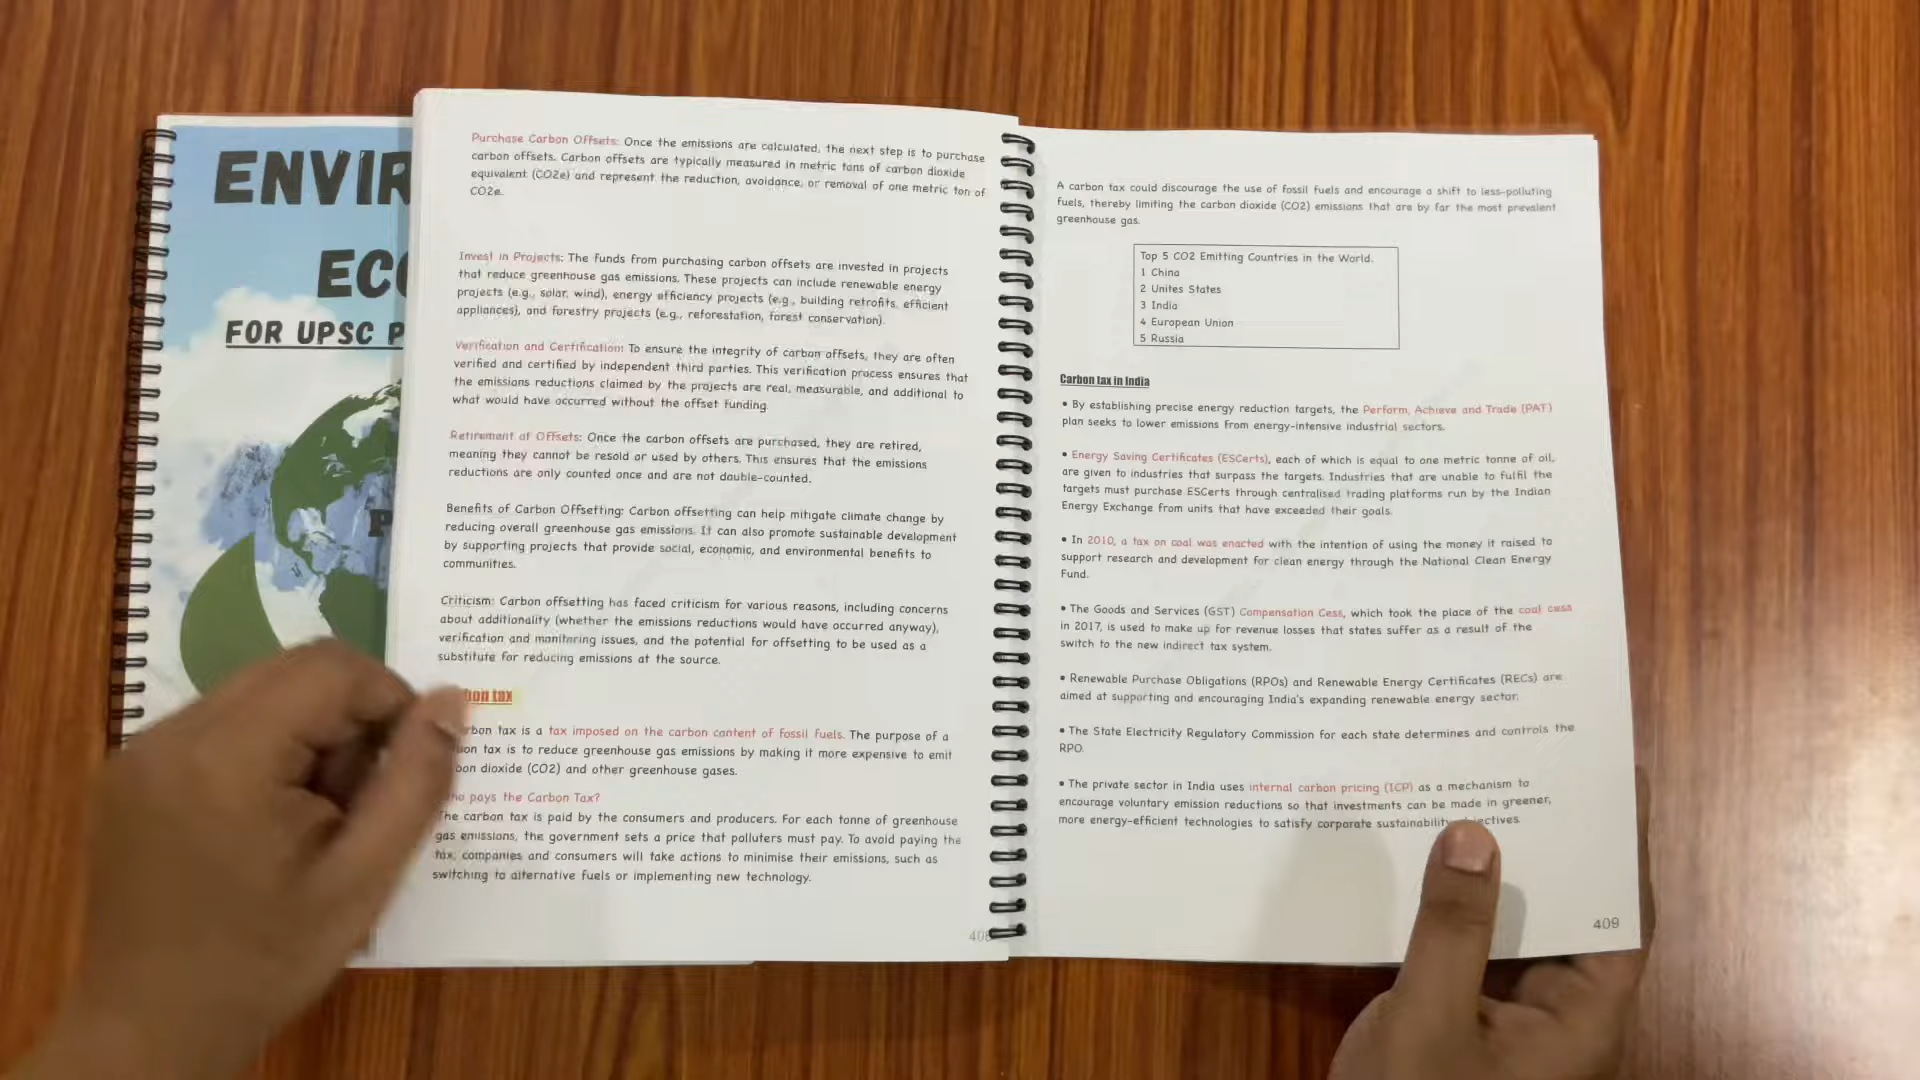 ENVIR
ECO
FOR UPSC P
P
Purchase Carbon Offsets: Once the emissions are calculated, the next step is to purchase
carbon offsets. Carbon offsets are typically measured in metric tons of carbon dioxide
equivalent (CO2e) and represent the reduction, avoidance, or removal of one metric ton of
CO2e.
Invest in Projects: The funds from purchasing carbon offsets are invested in projects
that reduce greenhouse gas emissions. These projects can include renewable energy
projects (e.g., solar, wind), energy efficiency projects (e.g., building retrofits, efficient
appliances), and forestry projects (e.g., reforestation, forest conservation).
Verification and Certification: To ensure the integrity of carbon offsets, they are often
verified and certified by independent third parties. This verification process ensures that
the emissions reductions claimed by the projects are real, measurable, and additional to
what would have occurred without the offset funding.
Retirement of Offsets: Once the carbon offsets are purchased, they are retired,
meaning they cannot be resold or used by others. This ensures that the emissions
reductions are only counted once and are not double-counted.
Benefits of Carbon Offsetting: Carbon offsetting can help mitigate climate change by
reducing overall greenhouse gas emissions. It can also promote sustainable development
by supporting projects that provide social, economic, and environmental benefits to
communities.
Criticism: Carbon offsetting has faced criticism for various reasons, including concerns
about additionality (whether the emissions reductions would have occurred anyway),
verification and monitoring issues, and the potential for offsetting to be used as a
substitute for reducing emissions at the source.
bon tax
bon tax is a tax imposed on the carbon content of fossil fuels. The purpose of a
on tax is to reduce greenhouse gas emissions by making it more expensive to emit
bon dioxide (CO2) and other greenhouse gases.
ho pays the Carbon Tax?
The carbon tax is paid by the consumers and producers. For each tonne of greenhouse
gas emissions, the government sets a price that polluters must pay. To avoid paying the
tax, companies and consumers will take actions to minimise their emissions, such as
switching to alternative fuels or implementing new technology.
408
A carbon tax could discourage the use of fossil fuels and encourage a shift to less-polluting
fuels, thereby limiting the carbon dioxide (CO2) emissions that are by far the most prevalent
greenhouse gas.
Top 5 CO2 Emitting Countries in the World.
1 China
2 Unites States
3 India
4 European Union
5 Russia
Carbon tax in India
• By establishing precise energy reduction targets, the Perform, Achieve and Trade (PAT)
plan seeks to lower emissions from energy-intensive industrial sectors.
• Energy Saving Certificates (ESCerts), each of which is equal to one metric tonne of oil,
are given to industries that surpass the targets. Industries that are unable to fulfil the
targets must purchase ESCerts through centralised trading platforms run by the Indian
Energy Exchange from units that have exceeded their goals.
• In 2010, a tax on coal was enacted with the intention of using the money it raised to
support research and development for clean energy through the National Clean Energy
Fund.
• The Goods and Services (GST) Compensation Cess, which took the place of the coal cess
in 2017, is used to make up for revenue losses that states suffer as a result of the
switch to the new indirect tax system.
• Renewable Purchase Obligations (RPOs) and Renewable Energy Certificates (RECs) are
aimed at supporting and encouraging India's expanding renewable energy sector.
• The State Electricity Regulatory Commission for each state determines and controls the
RPO.
• The private sector in India uses internal carbon pricing (ICP) as a mechanism to
encourage voluntary emission reductions so that investments can be made in greener,
more energy-efficient technologies to satisfy corporate sustainability ectives.
409